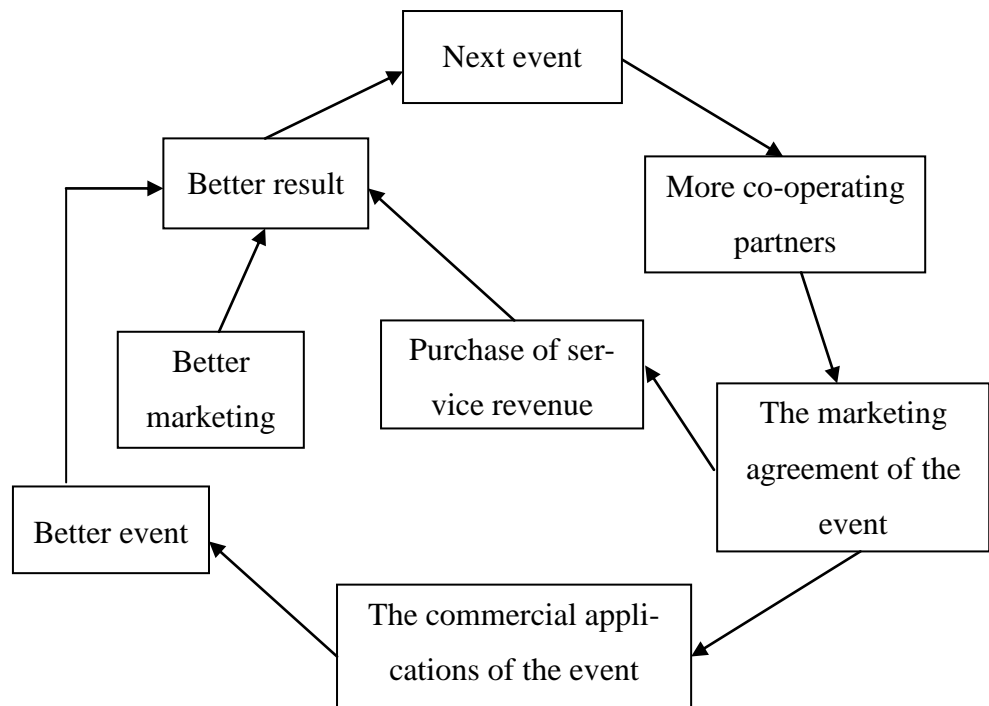 Next event
Better result
More co-operating
partners
Better
marketing
Purchase of ser-
vice revenue
The marketing
agreement of the
event
Better event
The commercial appli-
cations of the event